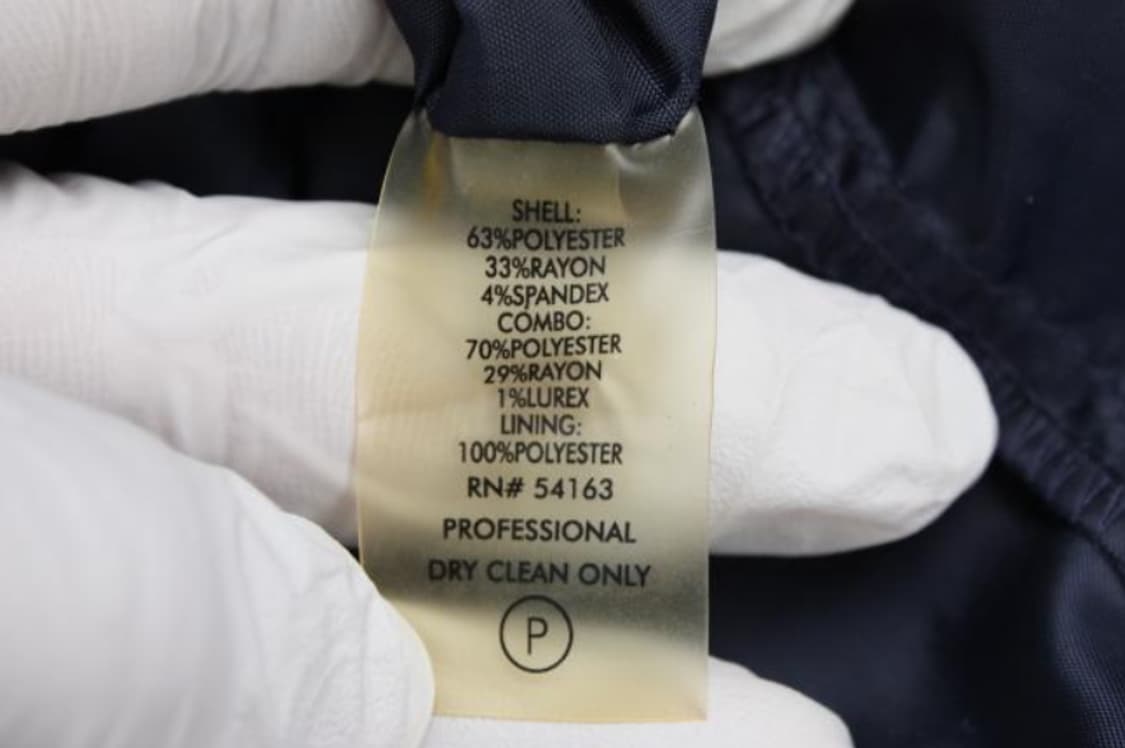 SHELL:
63%POLYESTER
33%RAYON
4%SPANDEX
COMBO:
70%POLYESTER
29%RAYON
1%LUREX
LINING:
100%POLYESTER
RN# 54163
PROFESSIONAL
DRY CLEAN ONLY
P